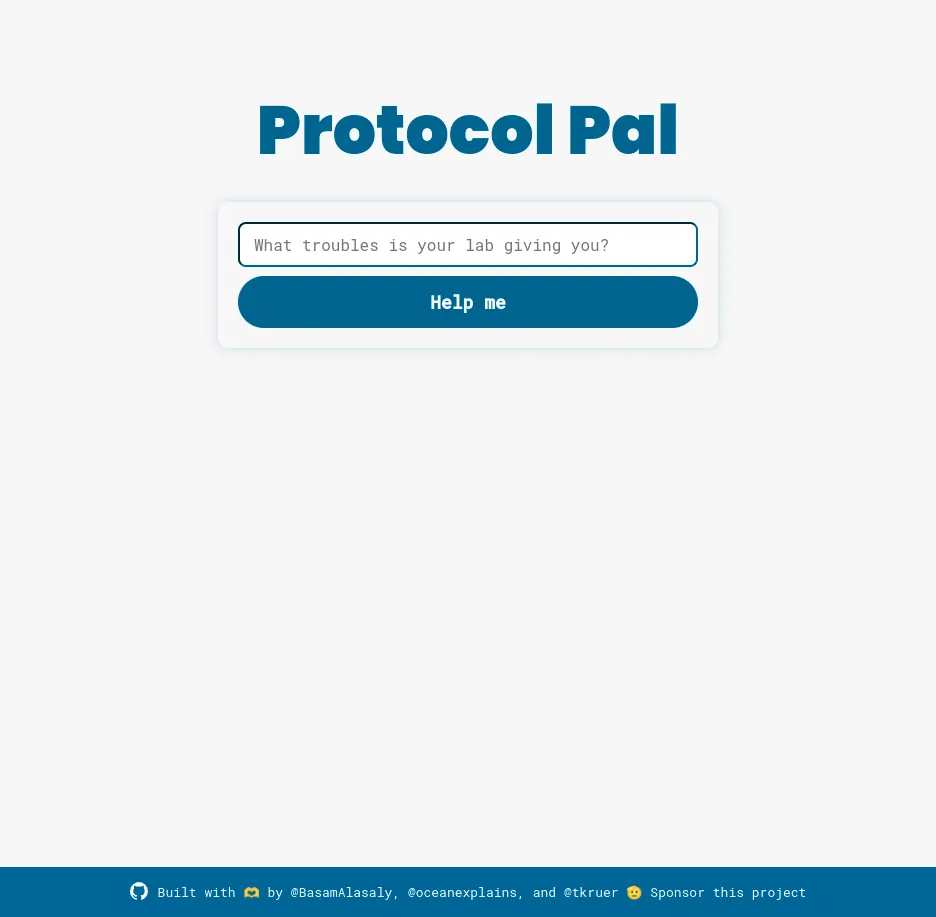 Protocol Pal
What troubles is your lab giving you?
Help me
Built with 🫶 by @BasamAlasaly, @oceanexplains, and @tkruer 🫡 Sponsor this project